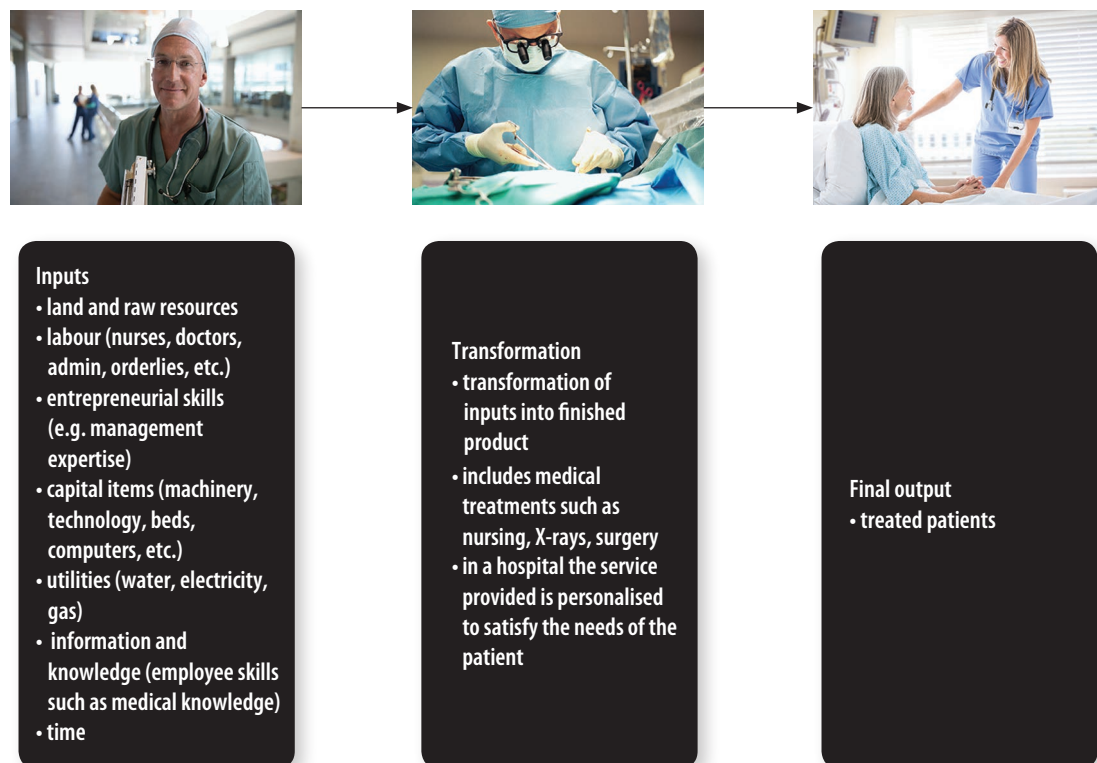 Inputs
• land and raw resources
• labour (nurses, doctors,
admin, orderlies, etc.)
• entrepreneurial skills
(e.g. management
expertise)
• capital items (machinery,
technology, beds,
computers, etc.)
• utilities (water, electricity,
gas)
• information and
knowledge (employee skills
such as medical knowledge)
• time
Transformation
• transformation of
inputs into finished
product
• includes medical
treatments such as
nursing, X-rays, surgery
• in a hospital the service
provided is personalised
to satisfy the needs of the
patient
Final output
• treated patients